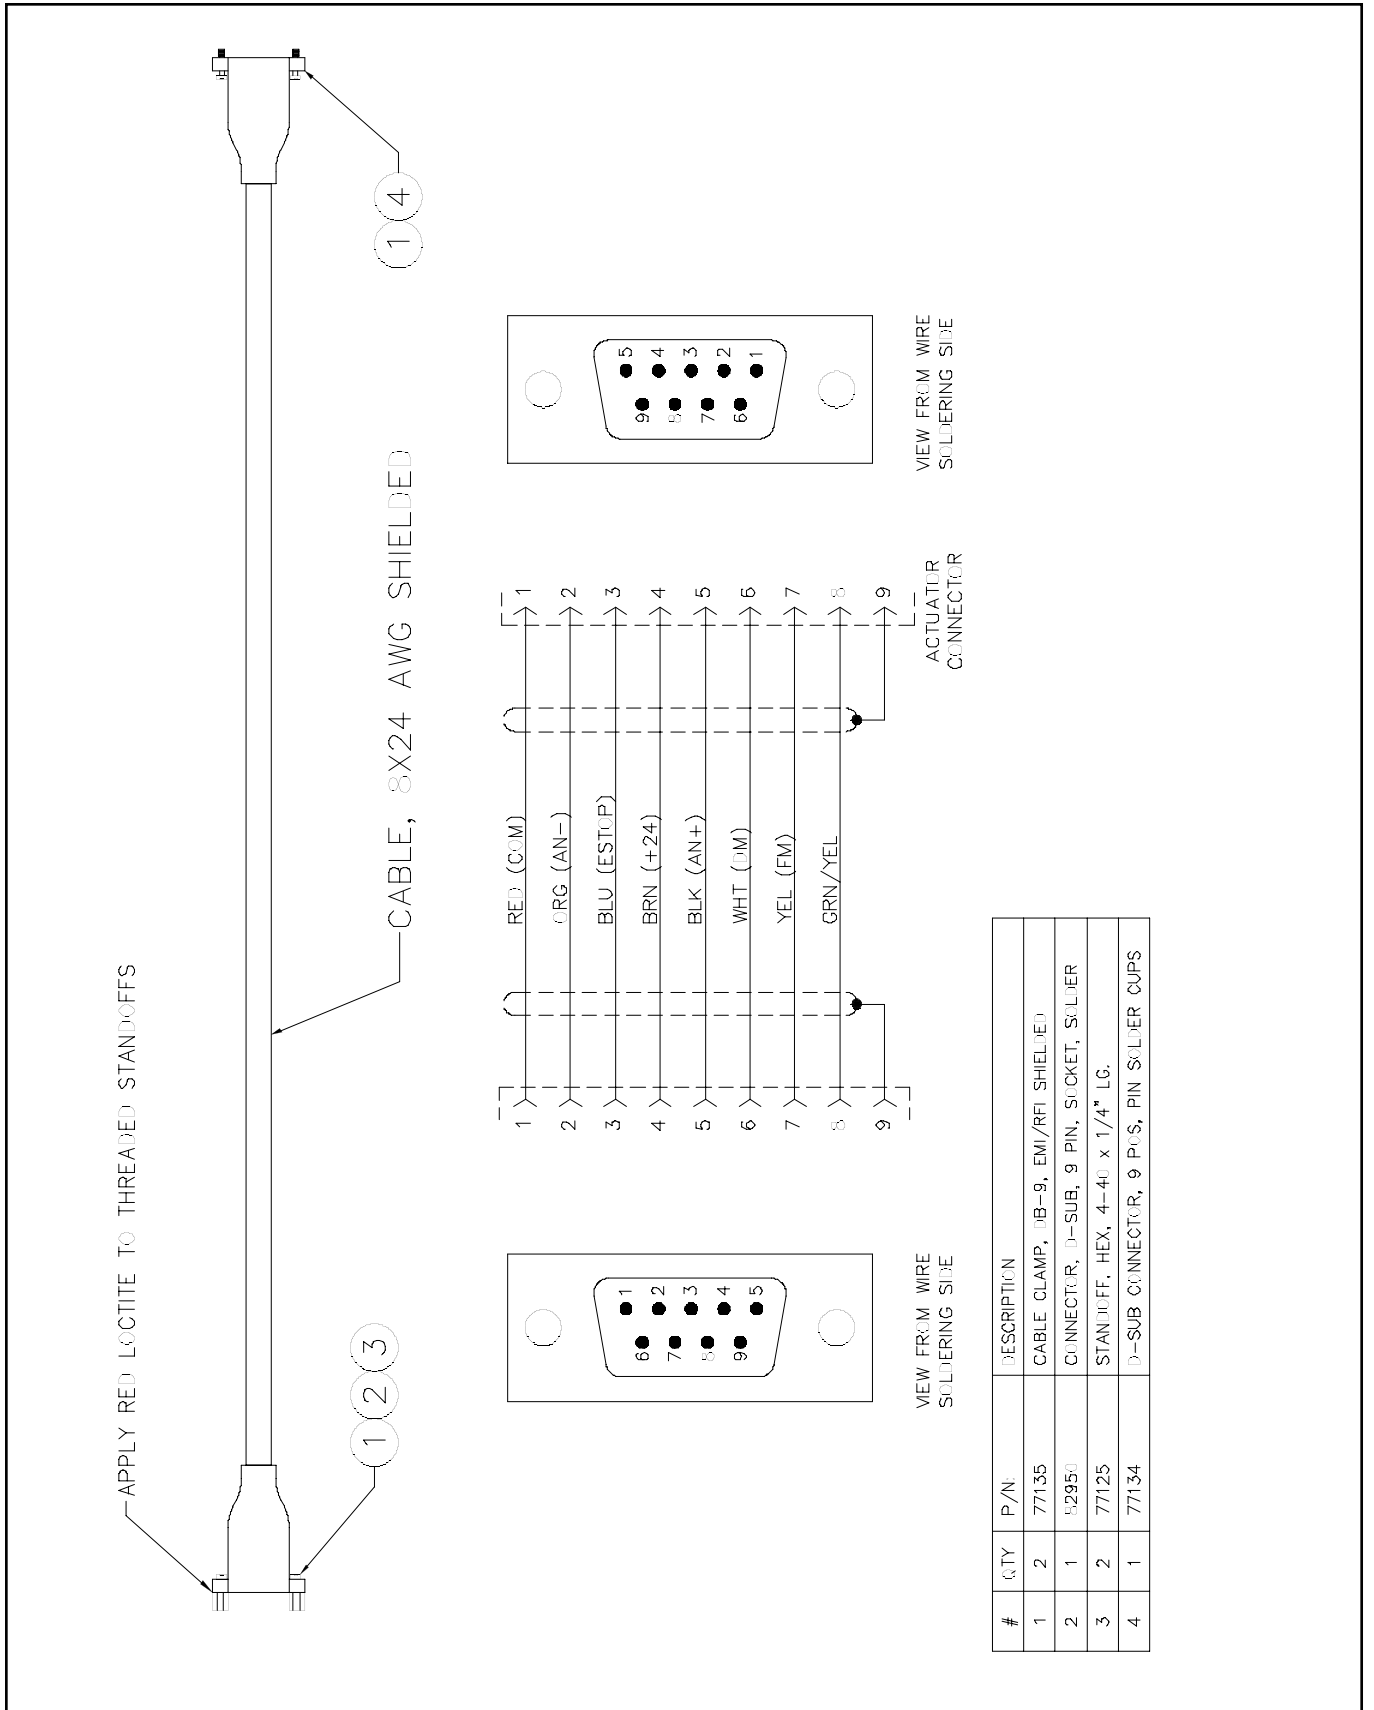 APPLY RED LOCTITE TO THREADED STANDOFFS
1 2 3
1 4
CABLE, 8X24 AWG SHIELDED
1 RED (COM) 1
2 ORG (AN-) 2
3 BLU (ESTOP) 3
4 BRN (+24) 4
5 BLK (AN+) 5
6 WHT (DM) 6
7 YEL (FM) 7
8 GRN/YEL 8
9 9
ACTUATOR
CONNECTOR
1 2 3 4 5
6 7 8 9
VIEW FROM WIRE
SOLDERING SIDE
5 4 3 2 1
9 8 7 6
VIEW FROM WIRE
SOLDERING SIDE
# QTY P/N: DESCRIPTION
1 2 77135 CABLE CLAMP, DB-9, EMI/RFI SHIELDED
2 1 82950 CONNECTOR, D-SUB, 9 PIN, SOCKET, SOLDER
3 2 77125 STANDOFF, HEX, 4-40 x 1/4" LG.
4 1 77134 D-SUB CONNECTOR, 9 POS, PIN SOLDER CUPS